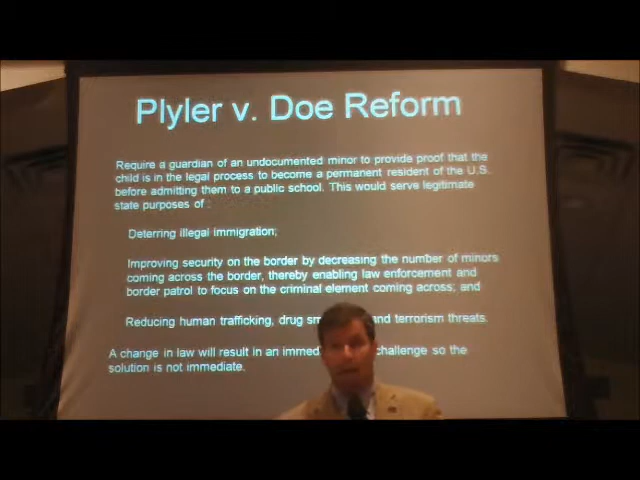 Plyler v. Doe Reform
Require a guardian of an undocumented minor to provide proof that the
child is in the legal process to become a permanent resident of the U.S.
before admitting them to a public school. This would serve legitimate
state purposes of :
Deterring illegal immigration;
Improving security on the border by decreasing the number of minors
coming across the border, thereby enabling law enforcement and
border patrol to focus on the criminal element coming across; and
Reducing human trafficking, drug and terrorism threats.
A change in law will result in an challenge so the
solution is not immediate.